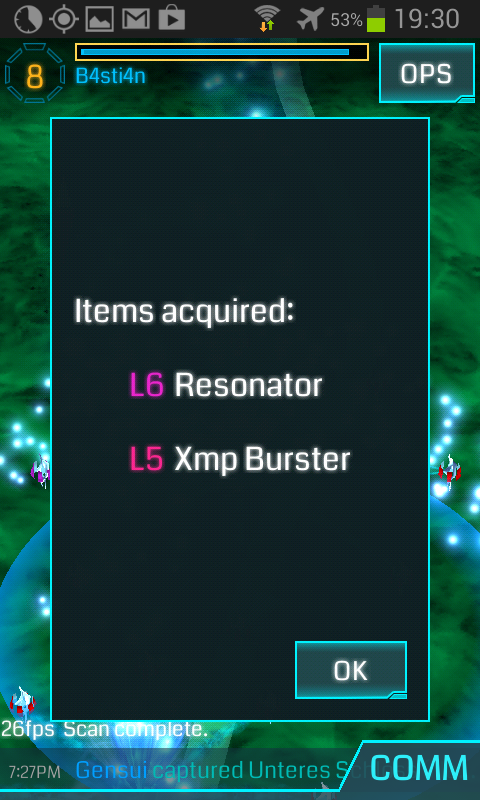 53% 19:30
8 B4sti4n OPS
Items acquired:
L6 Resonator
L5 Xmp Burster
OK
26fps Scan complete.
7:27PM Gensui captured Unteres COMM